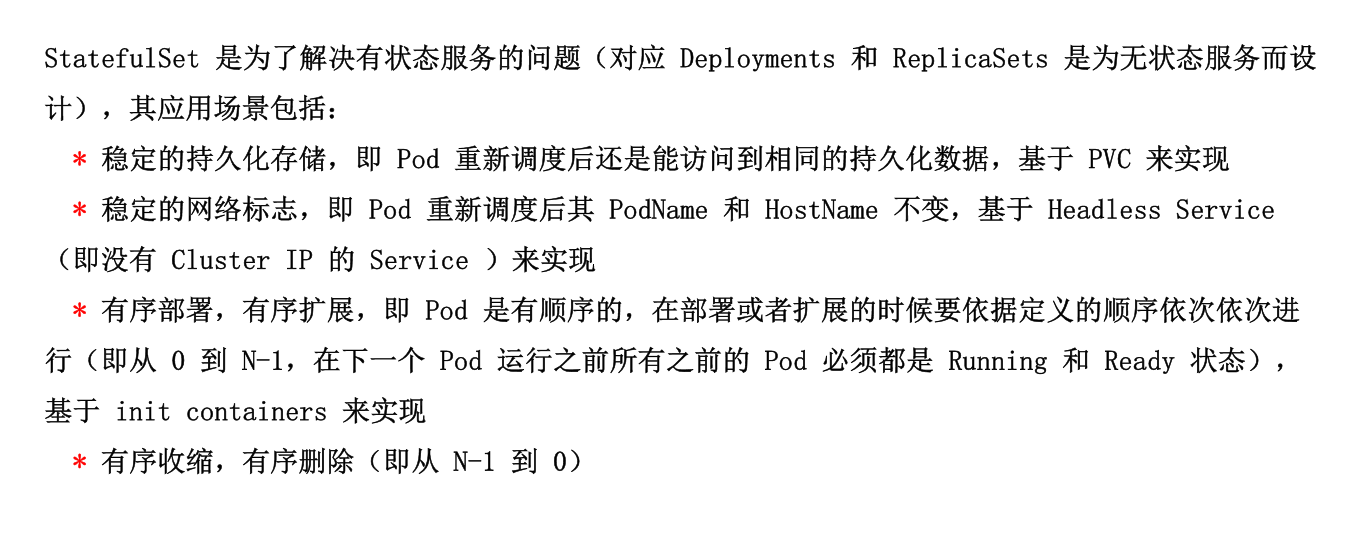 StatefulSet 是为了解决有状态服务的问题（对应 Deployments 和 ReplicaSets 是为无状态服务而设
计），其应用场景包括：
* 稳定的持久化存储，即 Pod 重新调度后还是能访问到相同的持久化数据，基于 PVC 来实现
* 稳定的网络标志，即 Pod 重新调度后其 PodName 和 HostName 不变，基于 Headless Service
（即没有 Cluster IP 的 Service ）来实现
* 有序部署，有序扩展，即 Pod 是有顺序的，在部署或者扩展的时候要依据定义的顺序依次依次进
行（即从 0 到 N-1，在下一个 Pod 运行之前所有之前的 Pod 必须都是 Running 和 Ready 状态），
基于 init containers 来实现
* 有序收缩，有序删除（即从 N-1 到 0）